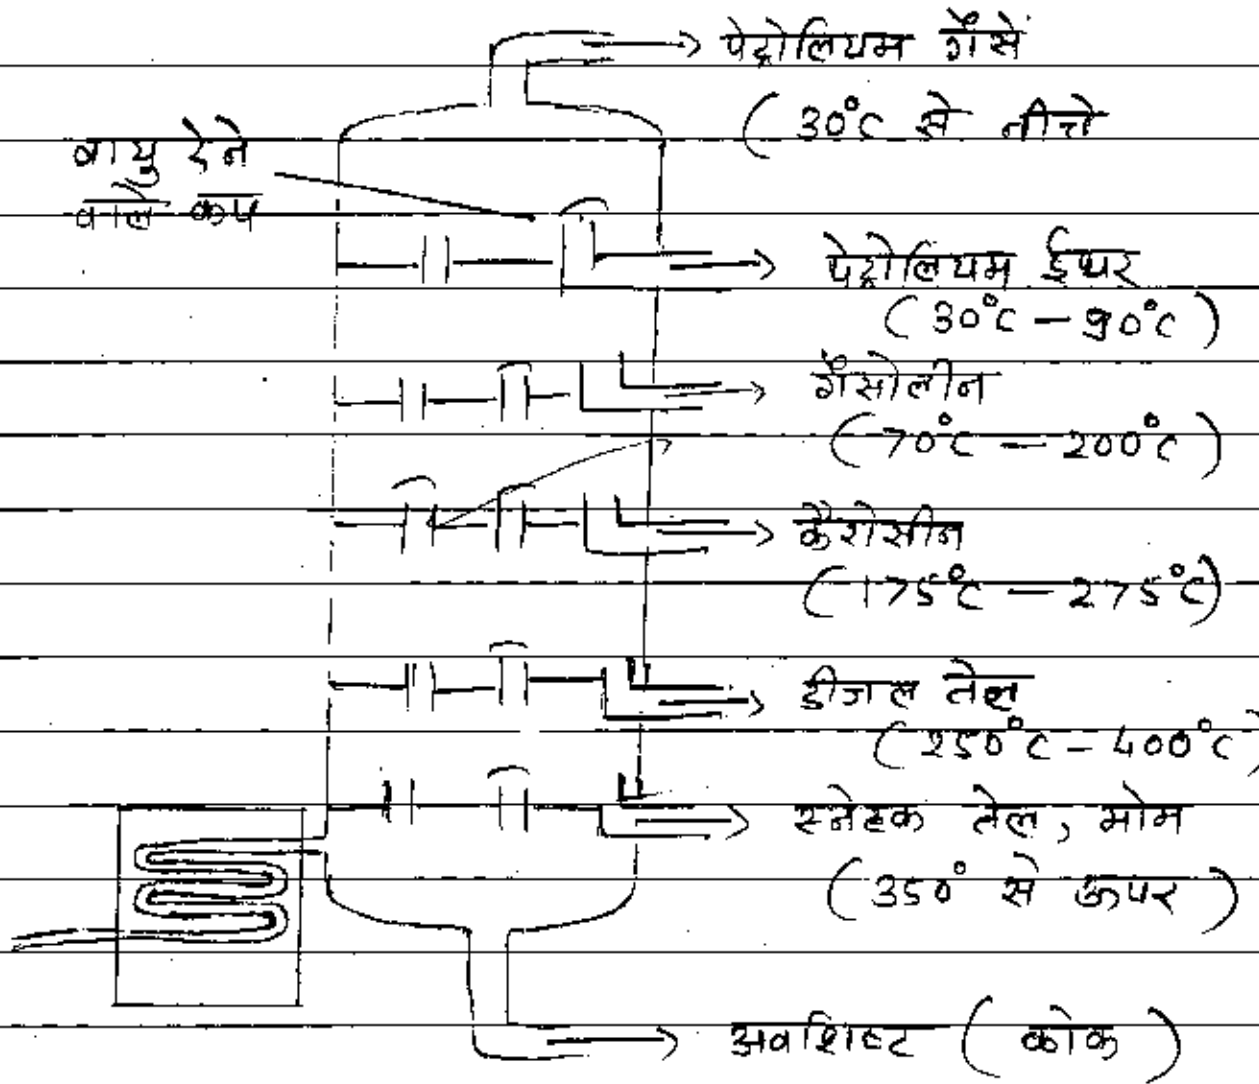 पेट्रोलियम गैसें
(30°C से नीचे
वायु देने
वाले कप
पेट्रोलियम ईथर
(30°C – 90°C)
गैसोलीन
(70°C – 200°C)
कैरोसीन
(175°C – 275°C)
डीजल तेल
(250°C – 400°C)
स्नेहक तेल, मोम
(350° से ऊपर)
अवशिष्ट (कोक)